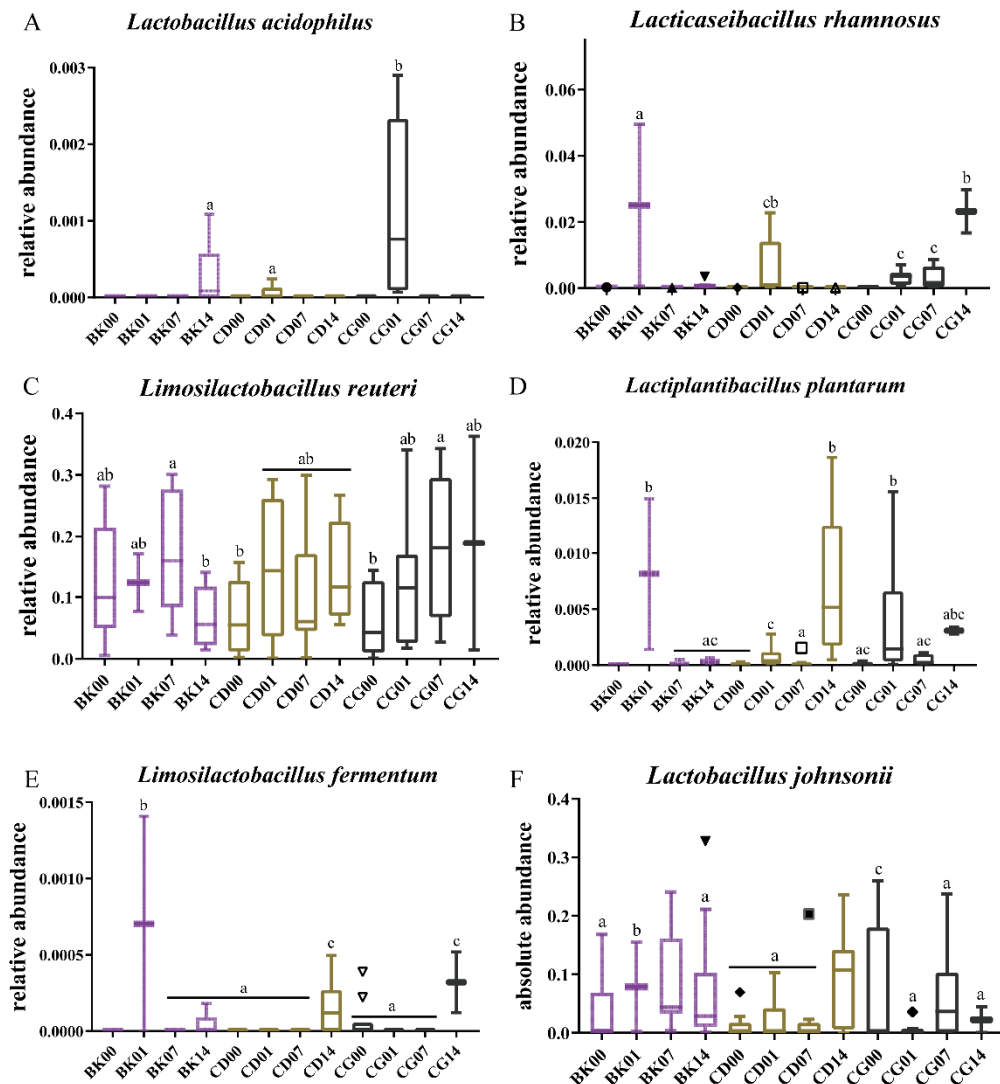 A
Lactobacillus acidophilus
relative abundance
0.003
0.002
0.001
0.000
a
a
b
BK00 BK01 BK07 BK14 CD00 CD01 CD07 CD14 CG00 CG01 CG07 CG14
B
Lacticaseibacillus rhamnosus
relative abundance
0.06
0.04
0.02
0.00
a
cb
c
c
b
BK00 BK01 BK07 BK14 CD00 CD01 CD07 CD14 CG00 CG01 CG07 CG14
C
Limosilactobacillus reuteri
relative abundance
0.4
0.3
0.2
0.1
0.0
ab
ab
a
b
b
ab
b
ab
a
ab
BK00 BK01 BK07 BK14 CD00 CD01 CD07 CD14 CG00 CG01 CG07 CG14
D
Lactiplantibacillus plantarum
relative abundance
0.020
0.015
0.010
0.005
0.000
b
ac
c
a
b
ac
b
ac
abc
BK00 BK01 BK07 BK14 CD00 CD01 CD07 CD14 CG00 CG01 CG07 CG14
E
Limosilactobacillus fermentum
relative abundance
0.0015
0.0010
0.0005
0.0000
b
a
c
a
c
BK00 BK01 BK07 BK14 CD00 CD01 CD07 CD14 CG00 CG01 CG07 CG14
F
Lactobacillus johnsonii
absolute abundance
0.4
0.3
0.2
0.1
0.0
a
b
a
a
c
a
a
a
BK00 BK01 BK07 BK14 CD00 CD01 CD07 CD14 CG00 CG01 CG07 CG14